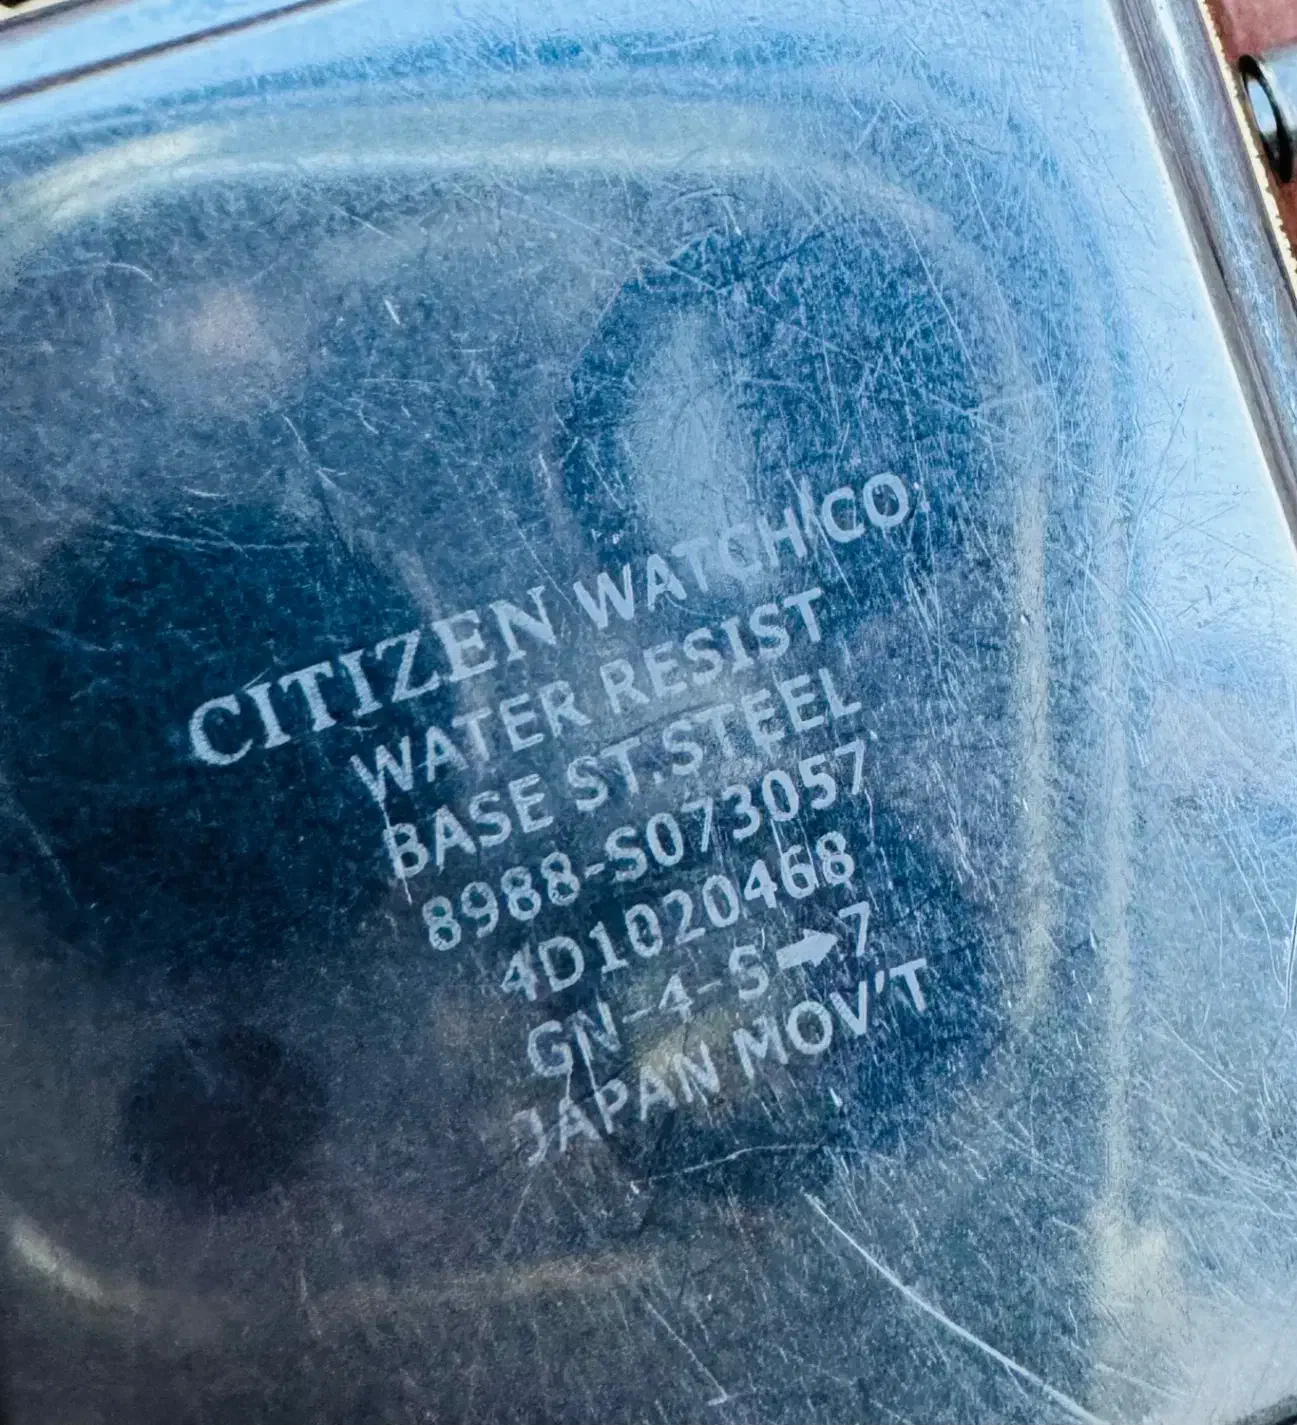 CITIZEN WATCH CO.
WATER RESIST
BASE ST.STEEL
8988-S073057
4D1020468
GN-4-S➡7
JAPAN MOV'T